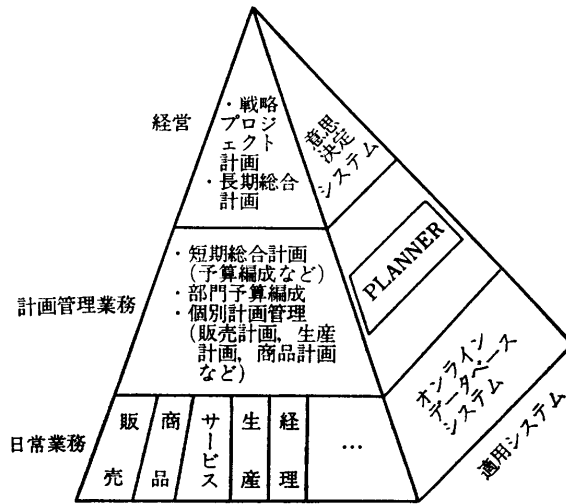 経営
・戦略
プロジ
ェクト
計画
・長期総合
計画
意思
決定
システム
計画管理業務
・短期総合計画
(予算編成など)
・部門予算編成
・個別計画管理
(販売計画, 生産
計画, 商品計画
など)
PLANNER
日常業務
販売
商品
サービス
生産
経理
…
オンライン
データベース
システム
適用システム